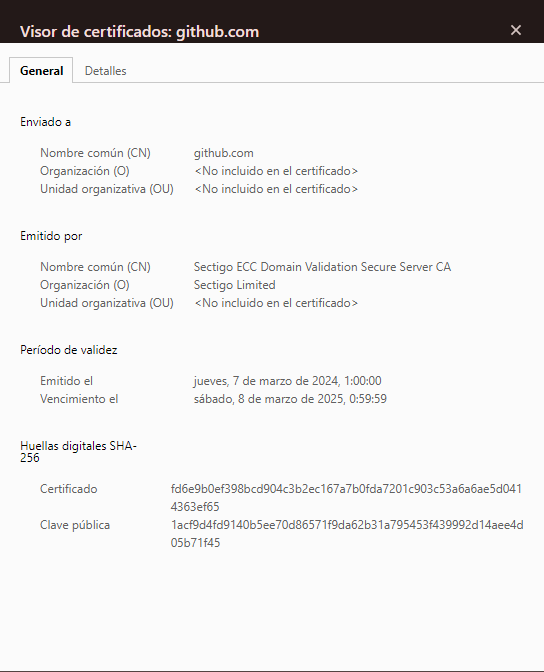 Visor de certificados: github.com
General Detalles
Enviado a
Nombre común (CN) github.com
Organización (O) <No incluido en el certificado>
Unidad organizativa (OU) <No incluido en el certificado>
Emitido por
Nombre común (CN) Sectigo ECC Domain Validation Secure Server CA
Organización (O) Sectigo Limited
Unidad organizativa (OU) <No incluido en el certificado>
Período de validez
Emitido el jueves, 7 de marzo de 2024, 1:00:00
Vencimiento el sábado, 8 de marzo de 2025, 0:59:59
Huellas digitales SHA-
256
Certificado fd6e9b0ef398bcd904c3b2ec167a7b0fda7201c903c53a6a6ae5d041
4363ef65
Clave pública 1acf9d4fd9140b5ee70d86571f9da62b31a795453f439992d14aee4d
05b71f45